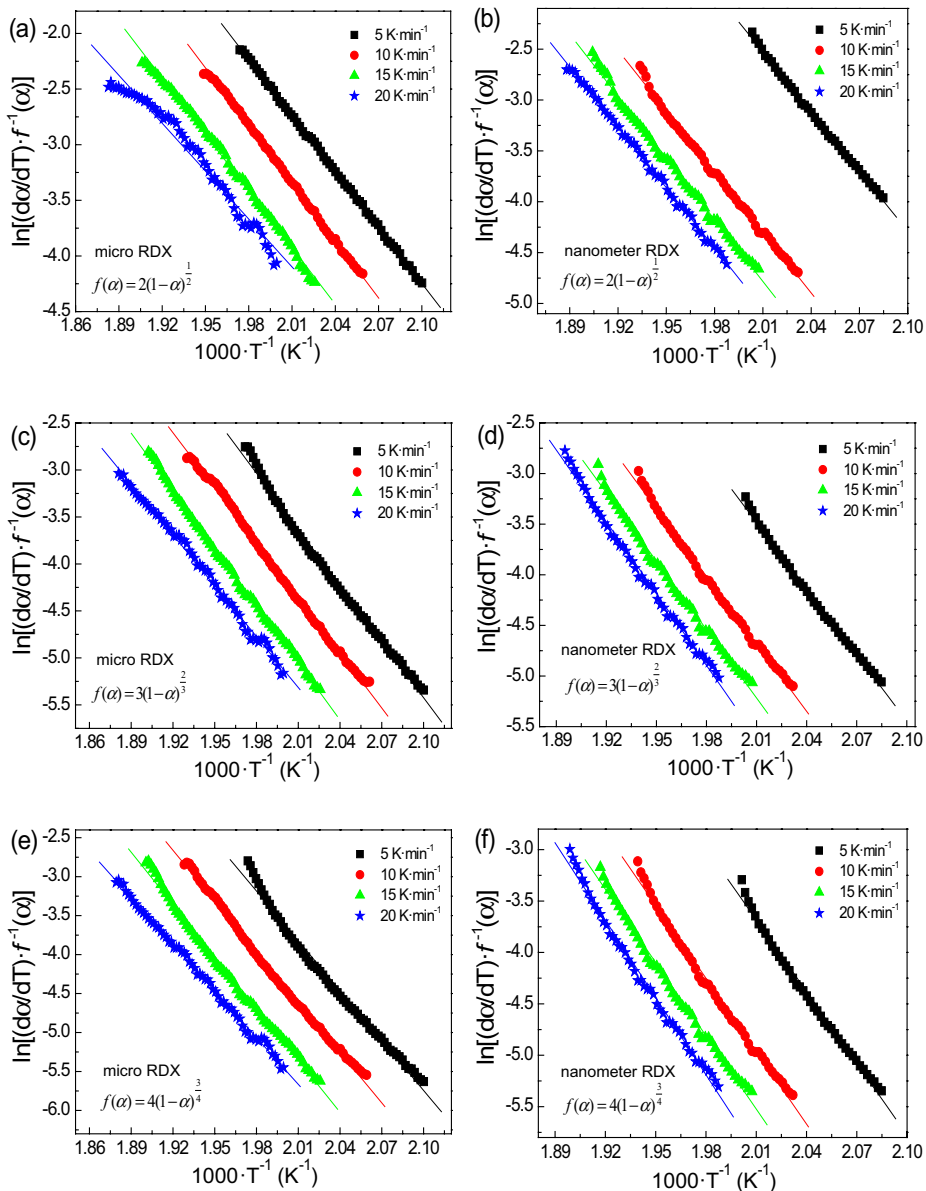 (a)
-2.0
-2.5
-3.0
-3.5
-4.0
-4.5
ln[(dα/dT)·f⁻¹(α)]
5 K·min⁻¹
10 K·min⁻¹
15 K·min⁻¹
20 K·min⁻¹
micro RDX
f(α)=2(1−α)^(1/2)
1.86 1.89 1.92 1.95 1.98 2.01 2.04 2.07 2.10
1000·T⁻¹ (K⁻¹)
(b)
-2.5
-3.0
-3.5
-4.0
-4.5
-5.0
ln[(dα/dT)·f⁻¹(α)]
5 K·min⁻¹
10 K·min⁻¹
15 K·min⁻¹
20 K·min⁻¹
nanometer RDX
f(α)=2(1−α)^(1/2)
1.89 1.92 1.95 1.98 2.01 2.04 2.07 2.10
1000·T⁻¹ (K⁻¹)
(c)
-2.5
-3.0
-3.5
-4.0
-4.5
-5.0
-5.5
ln[(dα/dT)·f⁻¹(α)]
5 K·min⁻¹
10 K·min⁻¹
15 K·min⁻¹
20 K·min⁻¹
micro RDX
f(α)=3(1−α)^(2/3)
1.86 1.89 1.92 1.95 1.98 2.01 2.04 2.07 2.10
1000·T⁻¹ (K⁻¹)
(d)
-2.5
-3.0
-3.5
-4.0
-4.5
-5.0
-5.5
ln[(dα/dT)·f⁻¹(α)]
5 K·min⁻¹
10 K·min⁻¹
15 K·min⁻¹
20 K·min⁻¹
nanometer RDX
f(α)=3(1−α)^(2/3)
1.89 1.92 1.95 1.98 2.01 2.04 2.07 2.10
1000·T⁻¹ (K⁻¹)
(e)
-2.5
-3.0
-3.5
-4.0
-4.5
-5.0
-5.5
-6.0
ln[(dα/dT)·f⁻¹(α)]
5 K·min⁻¹
10 K·min⁻¹
15 K·min⁻¹
20 K·min⁻¹
micro RDX
f(α)=4(1−α)^(3/4)
1.86 1.89 1.92 1.95 1.98 2.01 2.04 2.07 2.10
1000·T⁻¹ (K⁻¹)
(f)
-3.0
-3.5
-4.0
-4.5
-5.0
-5.5
ln[(dα/dT)·f⁻¹(α)]
5 K·min⁻¹
10 K·min⁻¹
15 K·min⁻¹
20 K·min⁻¹
nanometer RDX
f(α)=4(1−α)^(3/4)
1.89 1.92 1.95 1.98 2.01 2.04 2.07 2.10
1000·T⁻¹ (K⁻¹)